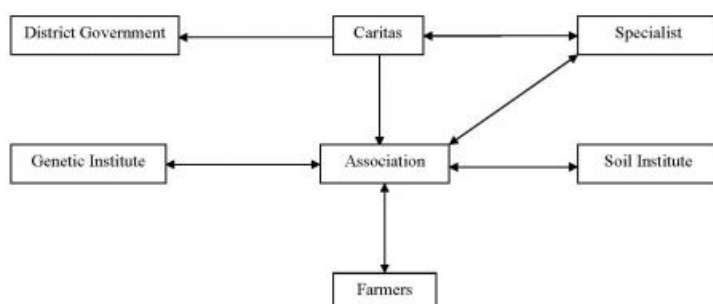 District Government
Caritas
Specialist
Genetic Institute
Association
Soil Institute
Farmers